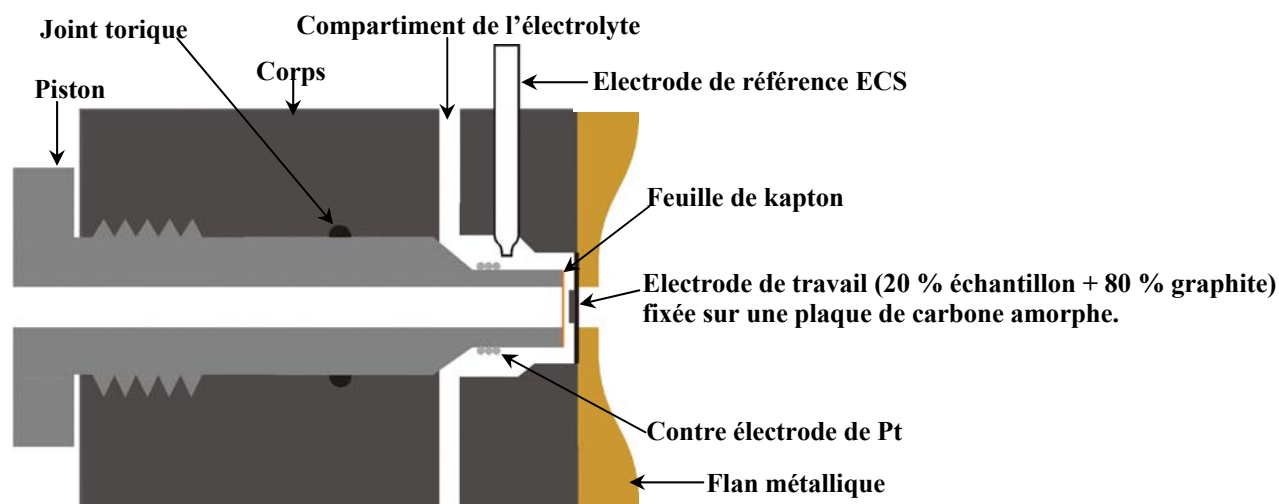 Joint torique
Compartiment de l’électrolyte
Corps
Piston
Electrode de référence ECS
Feuille de kapton
Electrode de travail (20 % échantillon + 80 % graphite)
fixée sur une plaque de carbone amorphe.
Contre électrode de Pt
Flan métallique